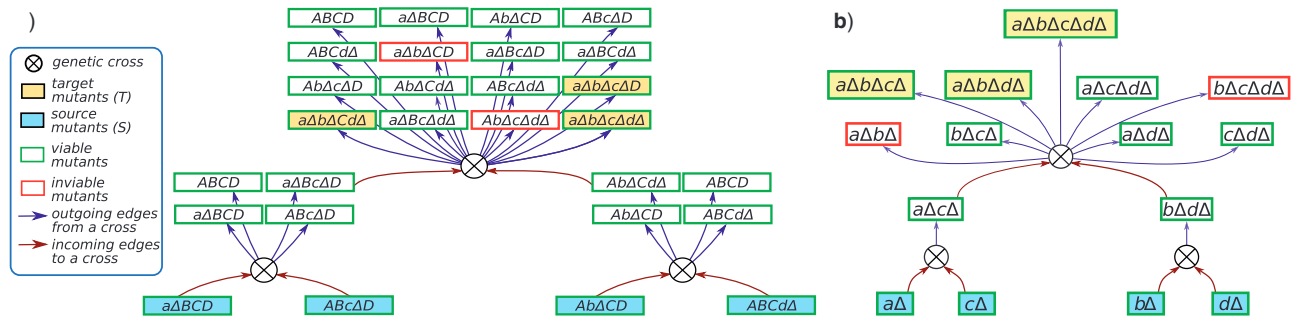 )
genetic cross
target
mutants (T)
source
mutants (S)
viable
mutants
inviable
mutants
outgoing edges
from a cross
incoming edges
to a cross
ABCD aΔBCD AbΔCD ABcΔD
ABCdΔ aΔbΔCD aΔBcΔD aΔBCdΔ
AbΔcΔD AbΔCdΔ ABcΔdΔ aΔbΔcΔD
aΔbΔCdΔ aΔBcΔdΔ AbΔcΔdΔ aΔbΔcΔdΔ
ABCD aΔBcΔD AbΔCdΔ ABCD
aΔBCD ABcΔD AbΔCD ABCdΔ
aΔBCD ABcΔD AbΔCD ABCdΔ
b)
aΔbΔcΔdΔ
aΔbΔcΔ aΔbΔdΔ aΔcΔdΔ bΔcΔdΔ
aΔbΔ bΔcΔ aΔdΔ cΔdΔ
aΔcΔ bΔdΔ
aΔ cΔ bΔ dΔ